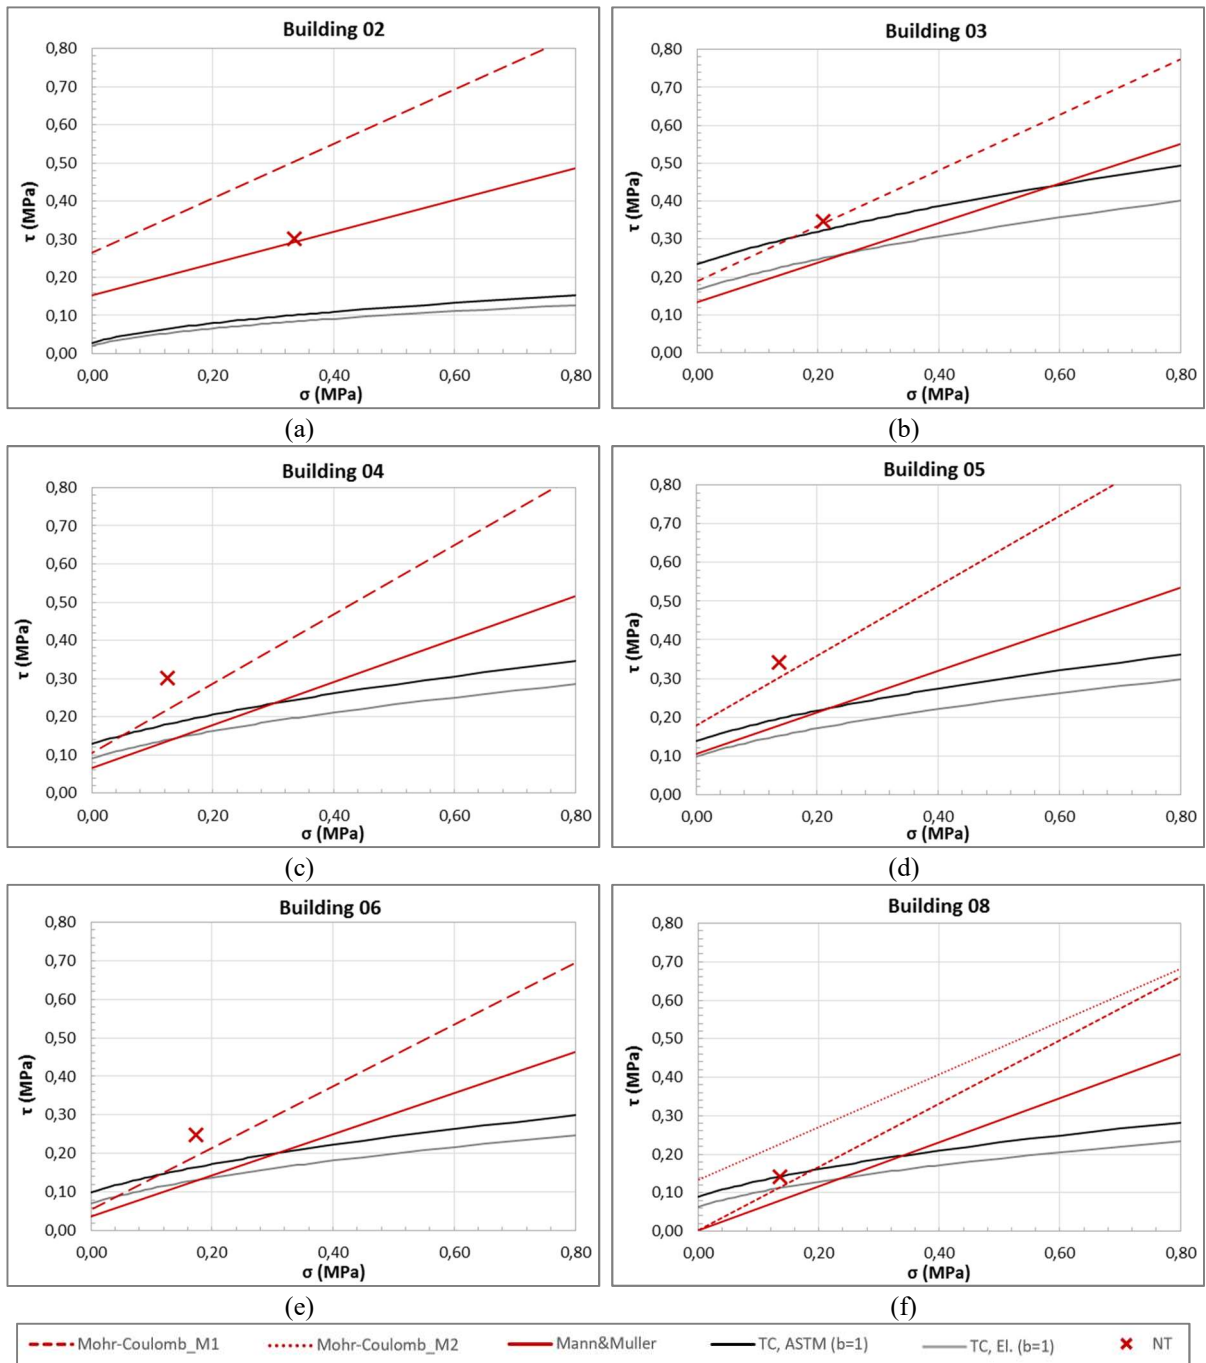 Building 02
0,80
0,70
0,60
0,50
0,40
0,30
0,20
0,10
0,00
τ (MPa)
0,00 0,20 0,40 0,60 0,80
σ (MPa)
(a)
Building 03
0,80
0,70
0,60
0,50
0,40
0,30
0,20
0,10
0,00
τ (MPa)
0,00 0,20 0,40 0,60 0,80
σ (MPa)
(b)
Building 04
0,80
0,70
0,60
0,50
0,40
0,30
0,20
0,10
0,00
τ (MPa)
0,00 0,20 0,40 0,60 0,80
σ (MPa)
(c)
Building 05
0,80
0,70
0,60
0,50
0,40
0,30
0,20
0,10
0,00
τ (MPa)
0,00 0,20 0,40 0,60 0,80
σ (MPa)
(d)
Building 06
0,80
0,70
0,60
0,50
0,40
0,30
0,20
0,10
0,00
τ (MPa)
0,00 0,20 0,40 0,60 0,80
σ (MPa)
(e)
Building 08
0,80
0,70
0,60
0,50
0,40
0,30
0,20
0,10
0,00
τ (MPa)
0,00 0,20 0,40 0,60 0,80
σ (MPa)
(f)
Mohr-Coulomb_M1 Mohr-Coulomb_M2 Mann&Muller TC, ASTM (b=1) TC, El. (b=1) NT